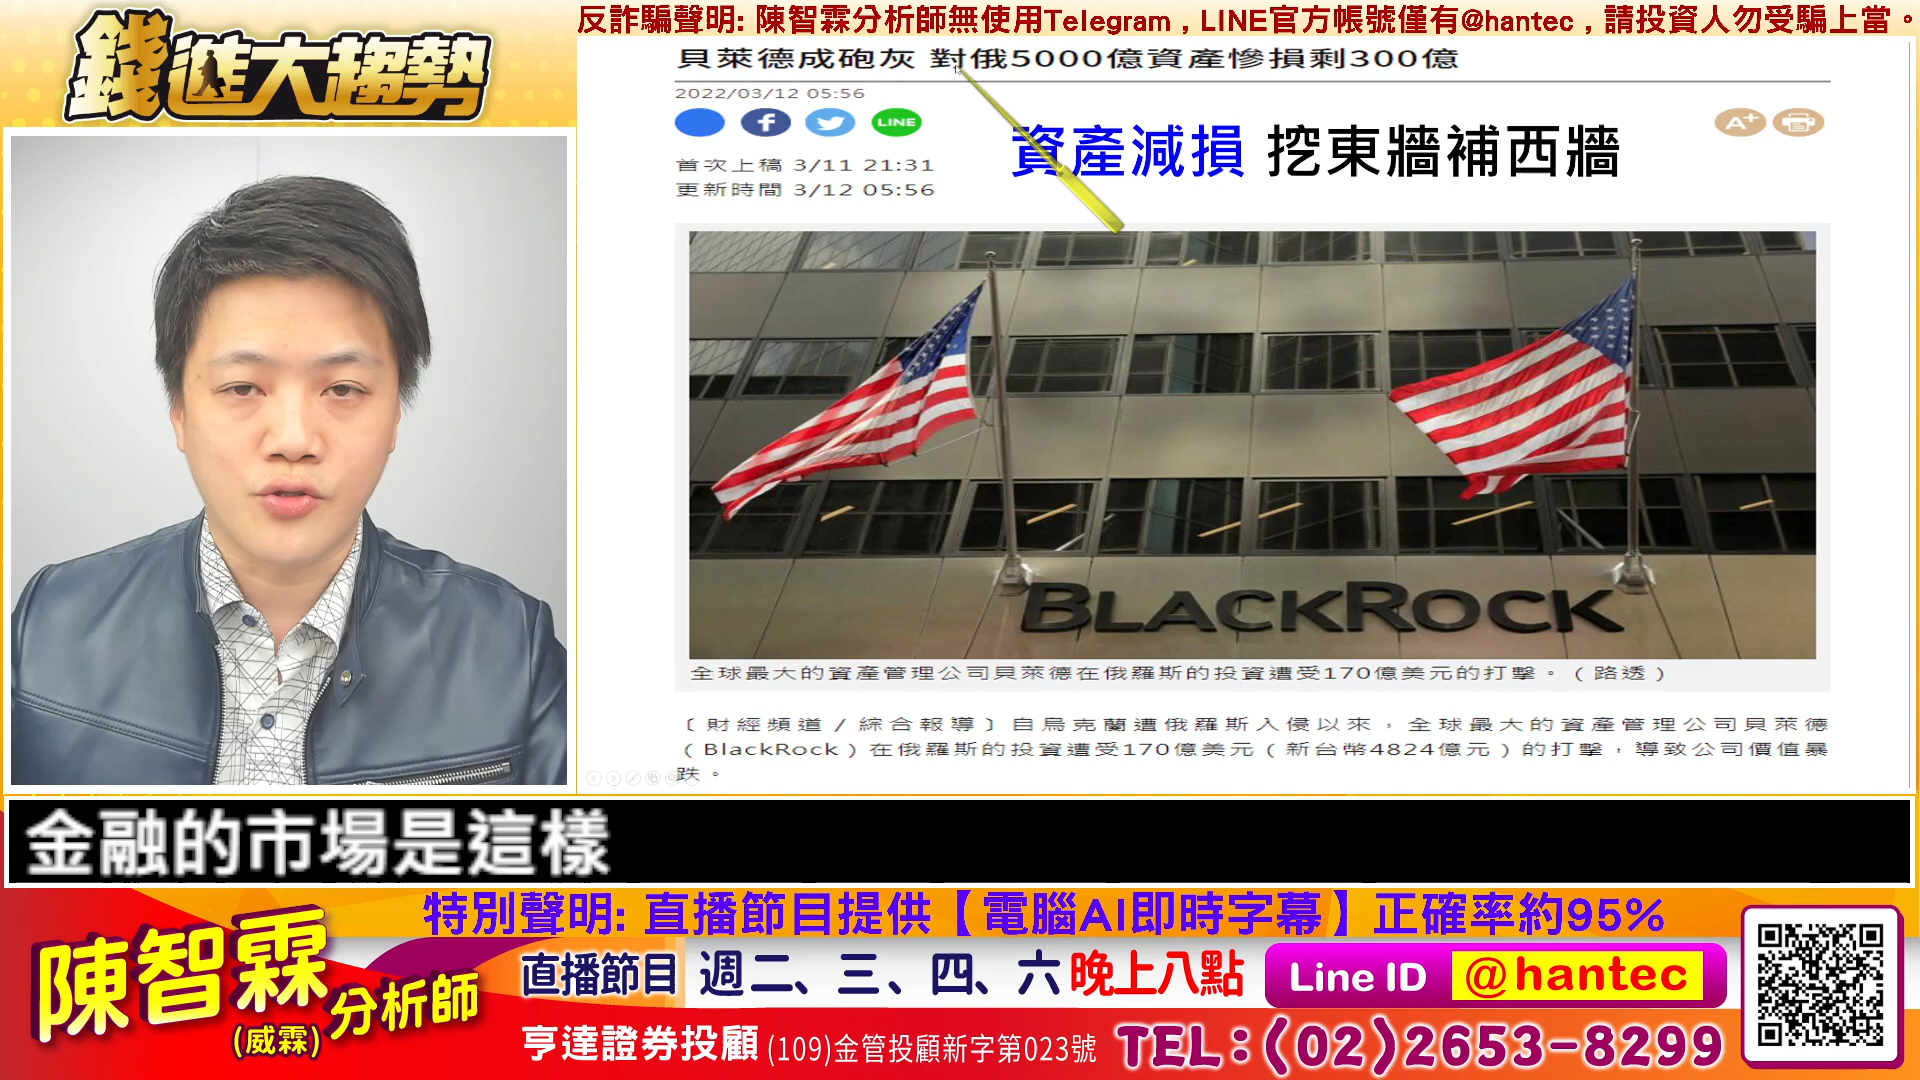 反詐騙聲明: 陳智霖分析師無使用Telegram , LINE官方帳號僅有@hantec , 請投資人勿受騙上當。
錢進大趨勢
貝萊德成砲灰 對俄5000億資產慘損剩300億
2022/03/12 05:56
LINE
A+
首次上稿 3/11 21:31
更新時間 3/12 05:56
資產減損 挖東牆補西牆
BLACKROCK
全球最大的資產管理公司貝萊德在俄羅斯的投資遭受170億美元的打擊。(路透)
〔財經頻道/綜合報導〕自烏克蘭遭俄羅斯入侵以來,全球最大的資產管理公司貝萊德
(BlackRock)在俄羅斯的投資遭受170億美元(新台幣4824億元)的打擊,導致公司價值暴
跌。
金融的市場是這樣
特別聲明: 直播節目提供【電腦AI即時字幕】正確率約95%
陳智霖分析師
(威霖)
直播節目 週二、三、四、六 晚上八點
Line ID @hantec
亨達證券投顧 (109)金管投顧新字第023號 TEL:(02)2653-8299